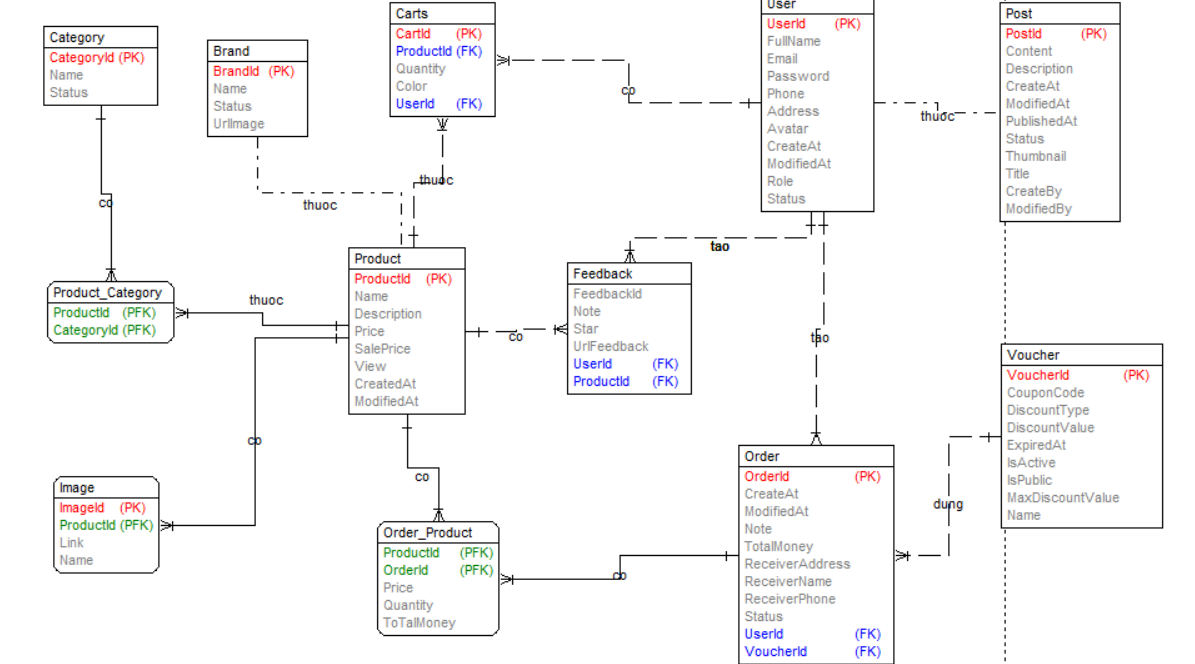 Category
CategoryId (PK)
Name
Status
Brand
BrandId (PK)
Name
Status
UrlImage
Carts
CartId (PK)
ProductId (FK)
Quantity
Color
UserId (FK)
User
UserId (PK)
FullName
Email
Password
Phone
Address
Avatar
CreateAt
ModifiedAt
Role
Status
Post
PostId (PK)
Content
Description
CreateAt
ModifiedAt
PublishedAt
Status
Thumbnail
Title
CreateBy
ModifiedBy
co
thuoc
co
thuoc
thuoc
tao
Product_Category
ProductId (PFK)
CategoryId (PFK)
thuoc
Product
ProductId (PK)
Name
Description
Price
SalePrice
View
CreatedAt
ModifiedAt
co
Feedback
FeedbackId
Note
Star
UrlFeedback
UserId (FK)
ProductId (FK)
tao
Voucher
VoucherId (PK)
CouponCode
DiscountType
DiscountValue
ExpiredAt
IsActive
IsPublic
MaxDiscountValue
Name
co
co
dung
Image
ImageId (PK)
ProductId (PFK)
Link
Name
Order_Product
ProductId (PFK)
OrderId (PFK)
Price
Quantity
ToTalMoney
co
Order
OrderId (PK)
CreateAt
ModifiedAt
Note
TotalMoney
ReceiverAddress
ReceiverName
ReceiverPhone
Status
UserId (FK)
VoucherId (FK)